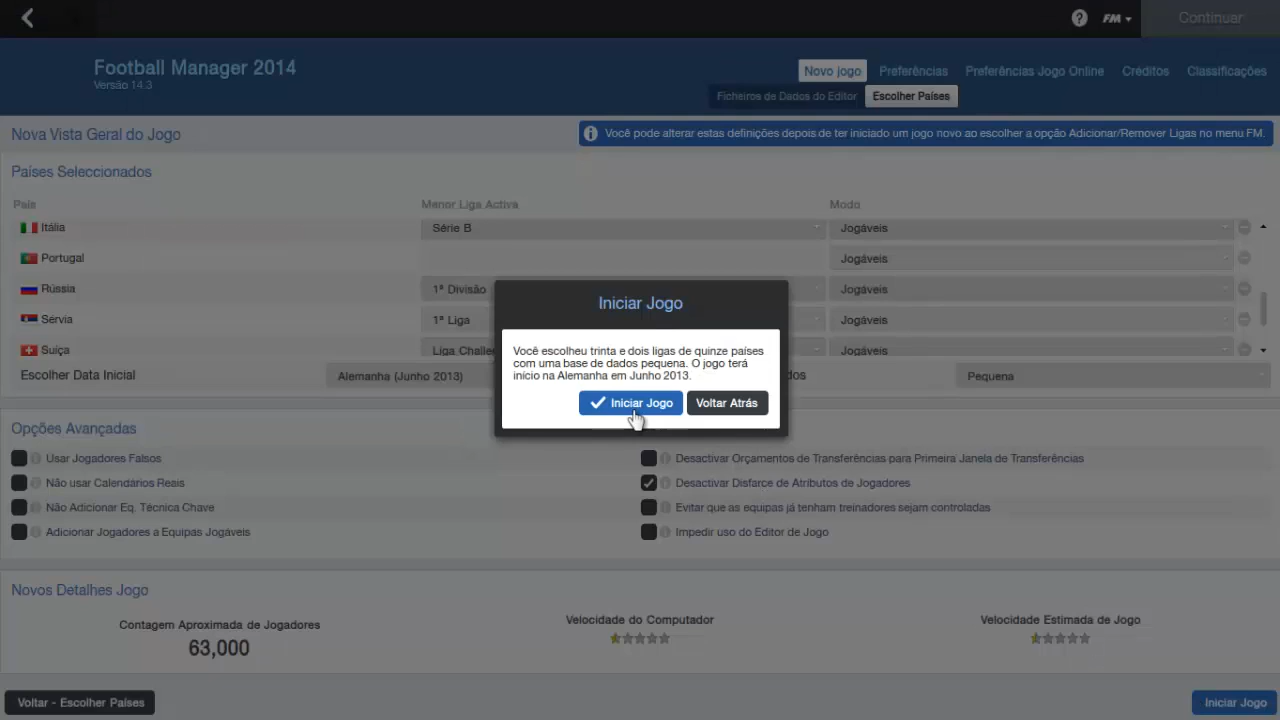 FM
Continuar
Football Manager 2014
Versão 14.3
Novo jogo
Preferências
Preferências Jogo Online
Créditos
Classificações
Ficheiros de Dados do Editor
Escolher Países
Nova Vista Geral do Jogo
Você pode alterar estas definições depois de ter iniciado um jogo novo ao escolher a opção Adicionar/Remover Ligas no menu FM.
Países Seleccionados
País
Menor Liga Activa
Modo
Itália
Série B
Jogáveis
Portugal
Jogáveis
Rússia
1ª Divisão
Jogáveis
Sérvia
1ª Liga
Jogáveis
Suíça
Liga Challe
Jogáveis
Escolher Data Inicial
Alemanha (Junho 2013)
dos
Pequena
Iniciar Jogo
Você escolheu trinta e dois ligas de quinze países
com uma base de dados pequena. O jogo terá
início na Alemanha em Junho 2013.
Iniciar Jogo
Voltar Atrás
Opções Avançadas
Usar Jogadores Falsos
Desactivar Orçamentos de Transferências para Primeira Janela de Transferências
Não usar Calendários Reais
Desactivar Disfarce de Atributos de Jogadores
Não Adicionar Eq. Técnica Chave
Evitar que as equipas já tenham treinadores sejam controladas
Adicionar Jogadores a Equipas Jogáveis
Impedir uso do Editor de Jogo
Novos Detalhes Jogo
Contagem Aproximada de Jogadores
63,000
Velocidade do Computador
Velocidade Estimada de Jogo
Voltar - Escolher Países
Iniciar Jogo